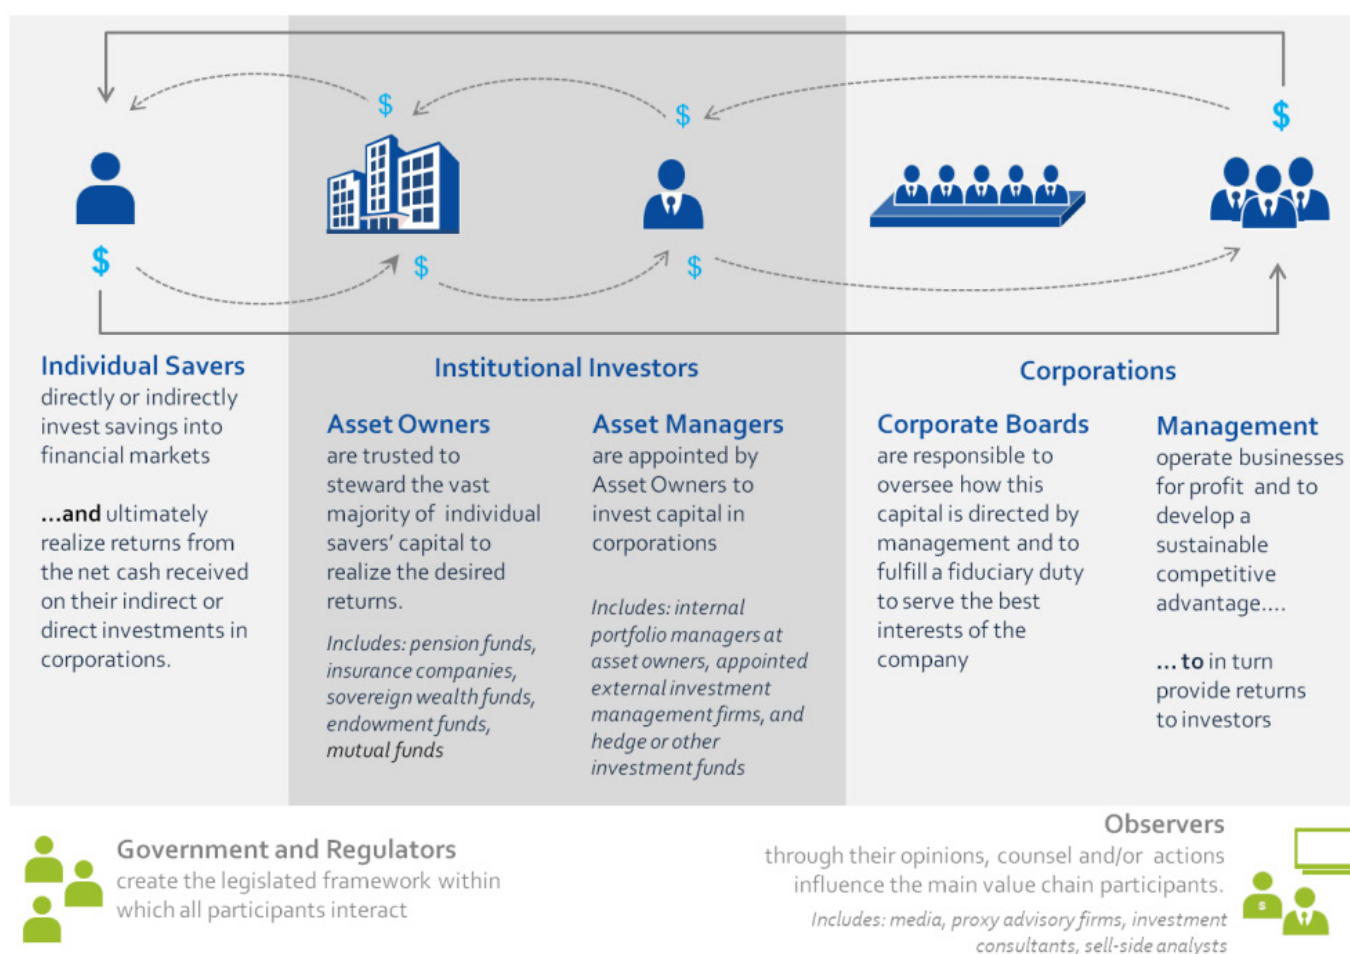 $
$
$
$
$
$
Individual Savers
directly or indirectly
invest savings into
financial markets
...and ultimately
realize returns from
the net cash received
on their indirect or
direct investments in
corporations.
Institutional Investors
Asset Owners
are trusted to
steward the vast
majority of individual
savers’ capital to
realize the desired
returns.
Includes: pension funds,
insurance companies,
sovereign wealth funds,
endowment funds,
mutual funds
Asset Managers
are appointed by
Asset Owners to
invest capital in
corporations
Includes: internal
portfolio managers at
asset owners, appointed
external investment
management firms, and
hedge or other
investment funds
Corporations
Corporate Boards
are responsible to
oversee how this
capital is directed by
management and to
fulfill a fiduciary duty
to serve the best
interests of the
company
Management
operate businesses
for profit and to
develop a
sustainable
competitive
advantage....
... to in turn
provide returns
to investors
Government and Regulators
create the legislated framework within
which all participants interact
Observers
through their opinions, counsel and/or actions
influence the main value chain participants.
Includes: media, proxy advisory firms, investment
consultants, sell-side analysts
s